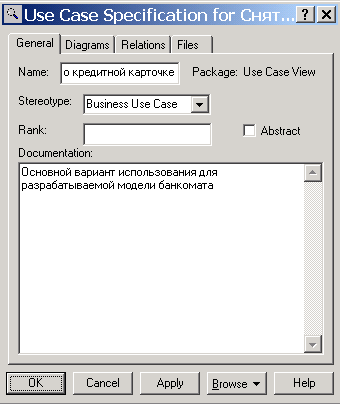 Use Case Specification for Снят...
General Diagrams Relations Files
Name: о кредитной карточке Package: Use Case View
Stereotype: Business Use Case
Rank: Abstract
Documentation:
Основной вариант использования для
разрабатываемой модели банкомата
OK Cancel Apply Browse Help